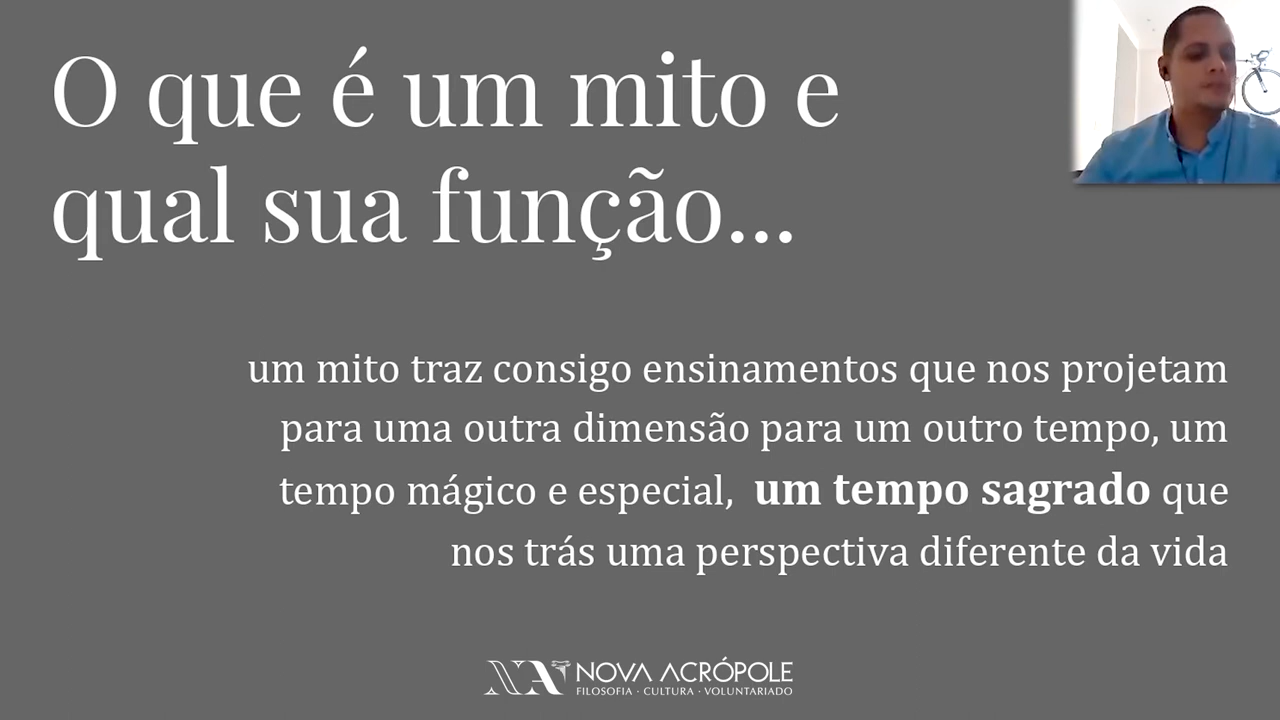 O que é um mito e
qual sua função...
um mito traz consigo ensinamentos que nos projetam
para uma outra dimensão para um outro tempo, um
tempo mágico e especial, um tempo sagrado que
nos trás uma perspectiva diferente da vida
NA NOVA ACRÓPOLE
FILOSOFIA · CULTURA · VOLUNTARIADO